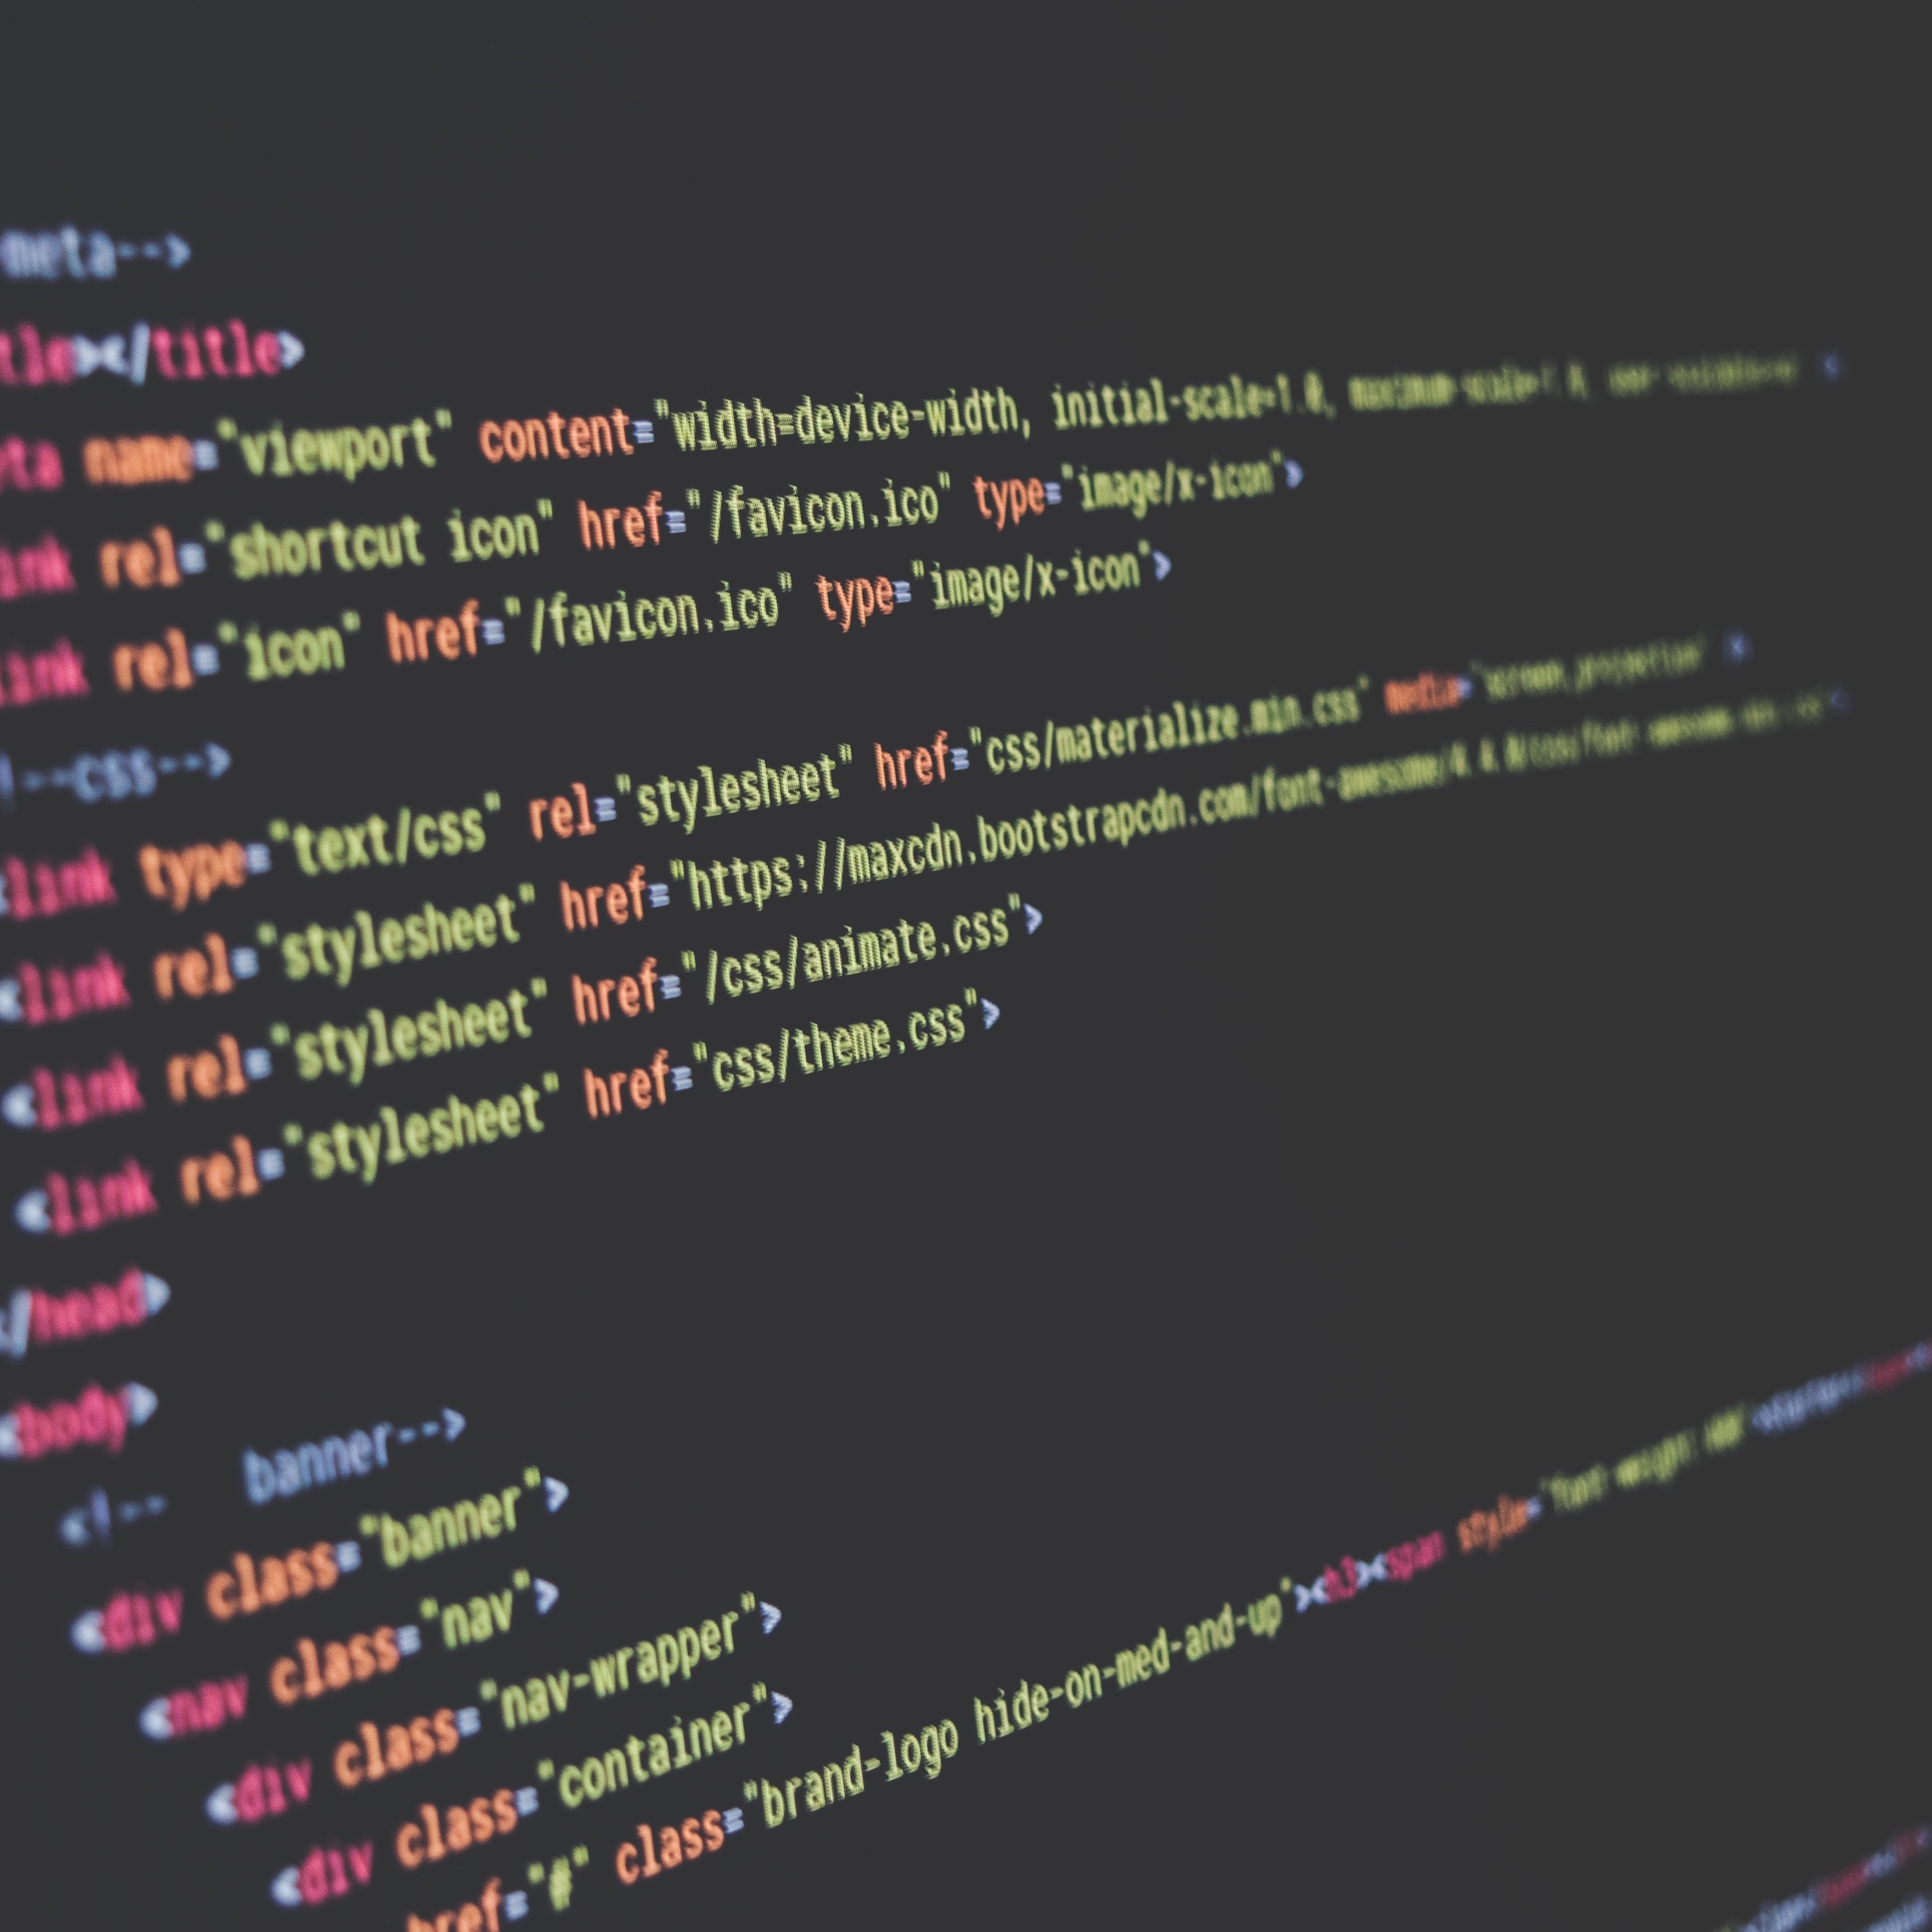 meta-->
tle></title>
ta name="viewport" content="width=device-width, initial-scale=1.0, maximum-scale=1.0,
ink rel="shortcut icon" href="/favicon.ico" type="image/x-icon">
link rel="icon" href="/favicon.ico" type="image/x-icon">
!--css-->
<link type="text/css" rel="stylesheet" href="css/materialize.min.css" media="screen,projection" >
<link rel="stylesheet" href="https://maxcdn.bootstrapcdn.com/font-awesome/4.4.0/css/font-awesome.min.css">
<link rel="stylesheet" href="/css/animate.css">
<link rel="stylesheet" href="css/theme.css">
</head>
<body>
<!-- banner-->
<div class="banner">
<nav class="nav">
<div class="nav-wrapper">
<div class="container">
href="#" class="brand-logo hide-on-med-and-up"><h3><span style="font-weight: